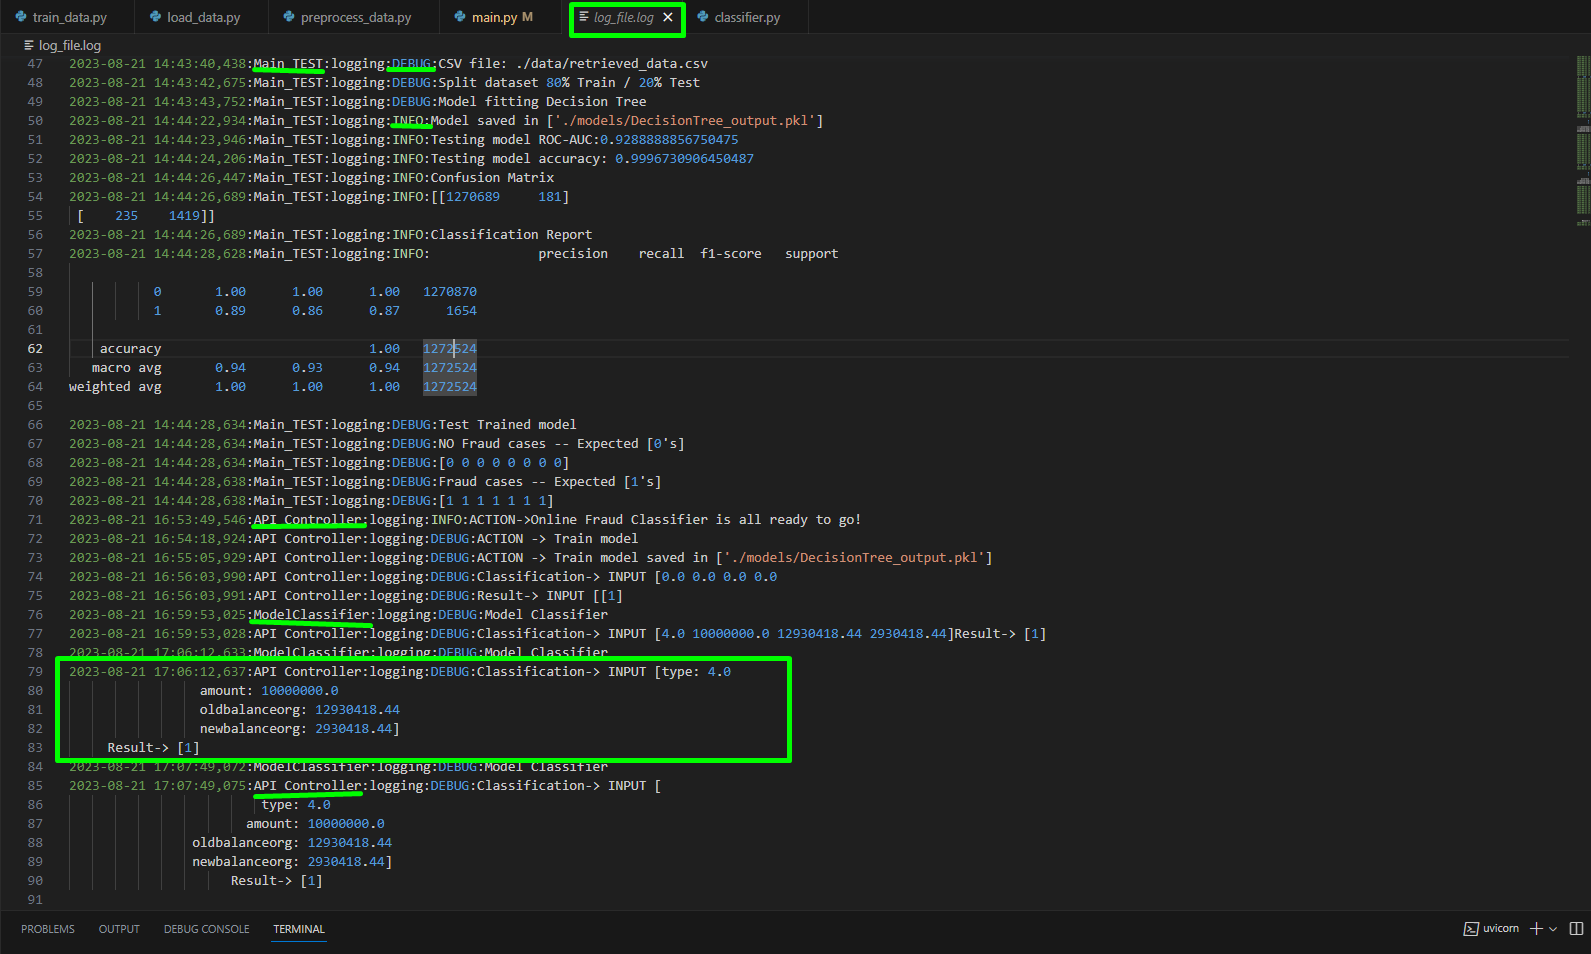 train_data.py load_data.py preprocess_data.py main.py M log_file.log classifier.py
log_file.log
47 2023-08-21 14:43:40,438:Main_TEST:logging:DEBUG:CSV file: ./data/retrieved_data.csv
48 2023-08-21 14:43:42,675:Main_TEST:logging:DEBUG:Split dataset 80% Train / 20% Test
49 2023-08-21 14:43:43,752:Main_TEST:logging:DEBUG:Model fitting Decision Tree
50 2023-08-21 14:44:22,934:Main_TEST:logging:INFO:Model saved in ['./models/DecisionTree_output.pkl']
51 2023-08-21 14:44:23,946:Main_TEST:logging:INFO:Testing model ROC-AUC:0.9288888856750475
52 2023-08-21 14:44:24,206:Main_TEST:logging:INFO:Testing model accuracy: 0.9996730906450487
53 2023-08-21 14:44:26,447:Main_TEST:logging:INFO:Confusion Matrix
54 2023-08-21 14:44:26,689:Main_TEST:logging:INFO:[[1270689 181]
55 [ 235 1419]]
56 2023-08-21 14:44:26,689:Main_TEST:logging:INFO:Classification Report
57 2023-08-21 14:44:28,628:Main_TEST:logging:INFO: precision recall f1-score support
58
59 0 1.00 1.00 1.00 1270870
60 1 0.89 0.86 0.87 1654
61
62 accuracy 1.00 1272524
63 macro avg 0.94 0.93 0.94 1272524
64 weighted avg 1.00 1.00 1.00 1272524
65
66 2023-08-21 14:44:28,634:Main_TEST:logging:DEBUG:Test Trained model
67 2023-08-21 14:44:28,634:Main_TEST:logging:DEBUG:NO Fraud cases -- Expected [0's]
68 2023-08-21 14:44:28,634:Main_TEST:logging:DEBUG:[0 0 0 0 0 0 0 0]
69 2023-08-21 14:44:28,638:Main_TEST:logging:DEBUG:Fraud cases -- Expected [1's]
70 2023-08-21 14:44:28,638:Main_TEST:logging:DEBUG:[1 1 1 1 1 1 1]
71 2023-08-21 16:53:49,546:API Controller:logging:INFO:ACTION->Online Fraud Classifier is all ready to go!
72 2023-08-21 16:54:18,924:API Controller:logging:DEBUG:ACTION -> Train model
73 2023-08-21 16:55:05,929:API Controller:logging:DEBUG:ACTION -> Train model saved in ['./models/DecisionTree_output.pkl']
74 2023-08-21 16:56:03,990:API Controller:logging:DEBUG:Classification-> INPUT [0.0 0.0 0.0 0.0
75 2023-08-21 16:56:03,991:API Controller:logging:DEBUG:Result-> INPUT [[1]
76 2023-08-21 16:59:53,025:ModelClassifier:logging:DEBUG:Model Classifier
77 2023-08-21 16:59:53,028:API Controller:logging:DEBUG:Classification-> INPUT [4.0 10000000.0 12930418.44 2930418.44]Result-> [1]
78 2023-08-21 17:06:12,633:ModelClassifier:logging:DEBUG:Model Classifier
79 2023-08-21 17:06:12,637:API Controller:logging:DEBUG:Classification-> INPUT [type: 4.0
80 amount: 10000000.0
81 oldbalanceorg: 12930418.44
82 newbalanceorg: 2930418.44]
83 Result-> [1]
84 2023-08-21 17:07:49,072:ModelClassifier:logging:DEBUG:Model Classifier
85 2023-08-21 17:07:49,075:API Controller:logging:DEBUG:Classification-> INPUT [
86 type: 4.0
87 amount: 10000000.0
88 oldbalanceorg: 12930418.44
89 newbalanceorg: 2930418.44]
90 Result-> [1]
91
PROBLEMS OUTPUT DEBUG CONSOLE TERMINAL uvicorn